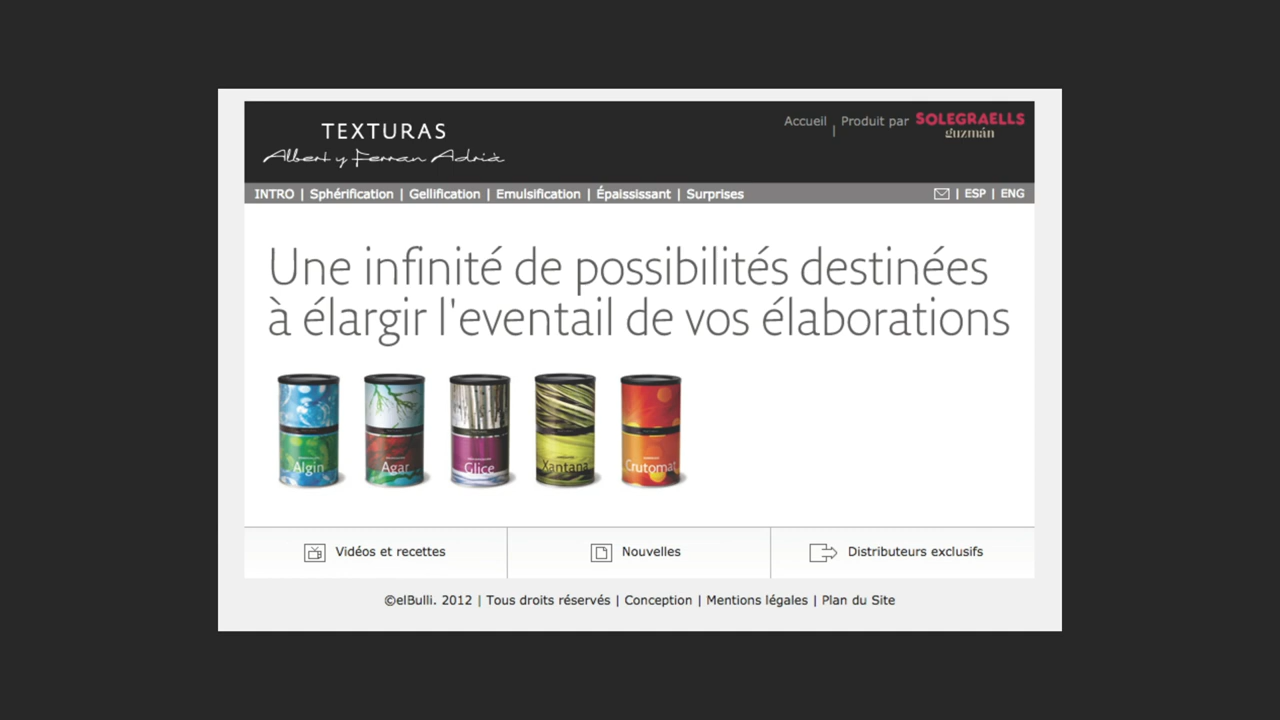 TEXTURAS
Albert y Ferran Adrià
Accueil | Produit par SOLEGRAELLS guzmán
INTRO | Sphérification | Gellification | Emulsification | Épaississant | Surprises
| ESP | ENG
Une infinité de possibilités destinées
à élargir l'eventail de vos élaborations
Algin
Agar
Glice
Xantana
Crutomat
Vidéos et recettes
Nouvelles
Distributeurs exclusifs
©elBulli. 2012 | Tous droits réservés | Conception | Mentions légales | Plan du Site